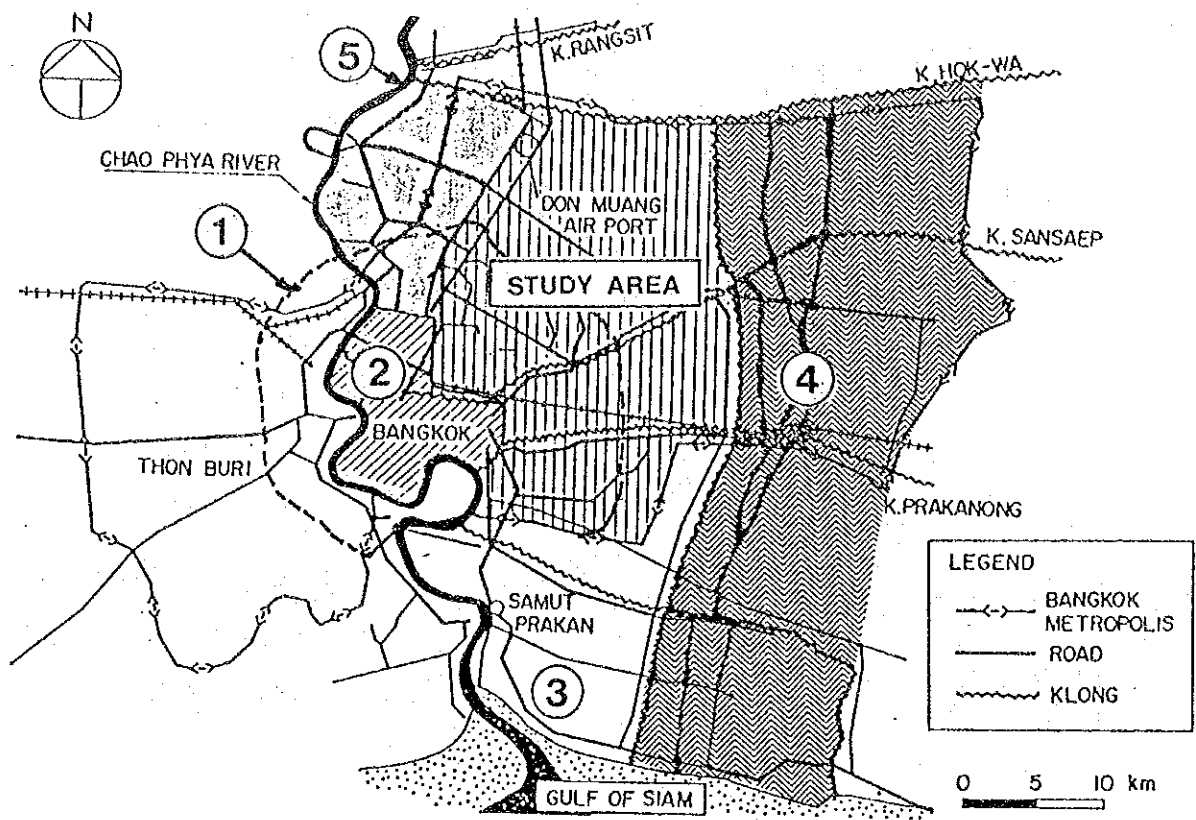 N
5
K.RANGSIT
K. HOK-WA
CHAO PHYA RIVER
DON MUANG
AIR PORT
1
K. SANSAEP
STUDY AREA
2
4
BANGKOK
THON BURI
K.PRAKANONG
LEGEND
BANGKOK
METROPOLIS
ROAD
KLONG
SAMUT
PRAKAN
3
0 5 10 km
GULF OF SIAM